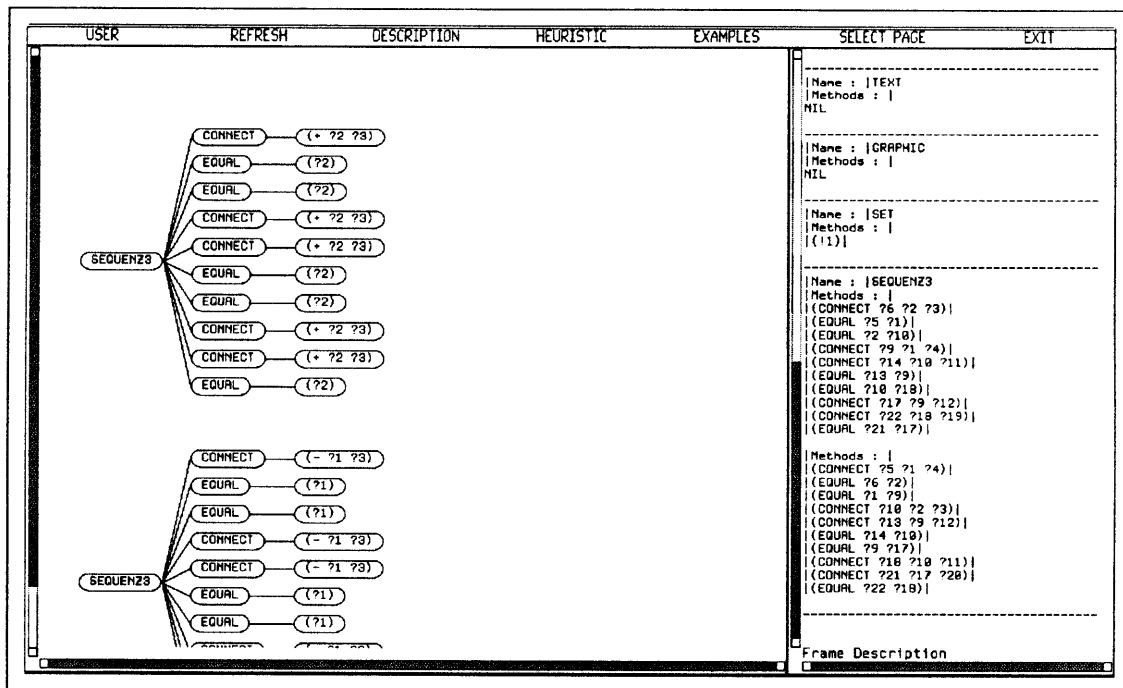 USER REFRESH DESCRIPTION HEURISTIC EXAMPLES SELECT PAGE EXIT
CONNECT (+ ?2 ?3)
EQUAL (?2)
EQUAL (?2)
CONNECT (+ ?2 ?3)
CONNECT (+ ?2 ?3)
SEQUENZ3
EQUAL (?2)
EQUAL (?2)
CONNECT (+ ?2 ?3)
CONNECT (+ ?2 ?3)
EQUAL (?2)
CONNECT (- ?1 ?3)
EQUAL (?1)
EQUAL (?1)
CONNECT (- ?1 ?3)
CONNECT (- ?1 ?3)
SEQUENZ3
EQUAL (?1)
EQUAL (?1)
|Name : |TEXT
|Methods : |
NIL
|Name : |GRAPHIC
|Methods : |
NIL
|Name : |SET
|Methods : |
|(!1)|
|Name : |SEQUENZ3
|Methods : |
|(CONNECT ?6 ?2 ?3)|
|(EQUAL ?5 ?1)|
|(EQUAL ?2 ?10)|
|(CONNECT ?9 ?1 ?4)|
|(CONNECT ?14 ?10 ?11)|
|(EQUAL ?13 ?9)|
|(EQUAL ?10 ?18)|
|(CONNECT ?17 ?9 ?12)|
|(CONNECT ?22 ?18 ?19)|
|(EQUAL ?21 ?17)|
|Methods : |
|(CONNECT ?5 ?1 ?4)|
|(EQUAL ?6 ?2)|
|(EQUAL ?1 ?9)|
|(CONNECT ?10 ?2 ?3)|
|(CONNECT ?13 ?9 ?12)|
|(EQUAL ?14 ?10)|
|(EQUAL ?9 ?17)|
|(CONNECT ?18 ?10 ?11)|
|(CONNECT ?21 ?17 ?20)|
|(EQUAL ?22 ?18)|
Frame Description